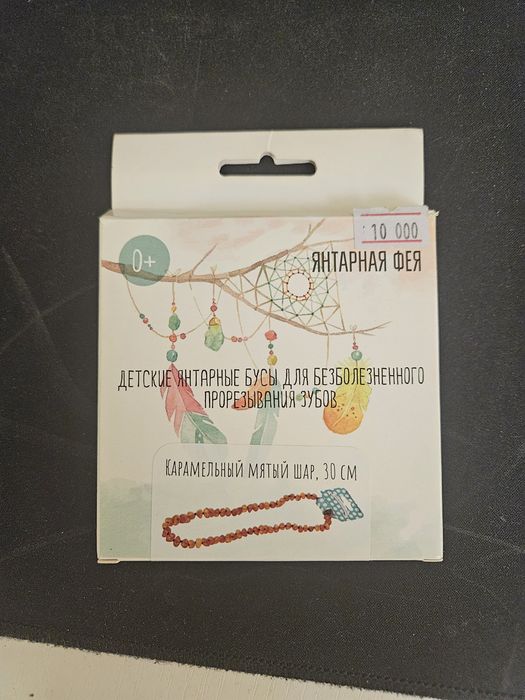 10 000
0+
ЯНТАРНАЯ ФЕЯ
ДЕТСКИЕ ЯНТАРНЫЕ БУСЫ ДЛЯ БЕЗБОЛЕЗНЕННОГО
ПРОРЕЗЫВАНИЯ ЗУБОВ
КАРАМЕЛЬНЫЙ МЯТЫЙ ШАР, 30 СМ